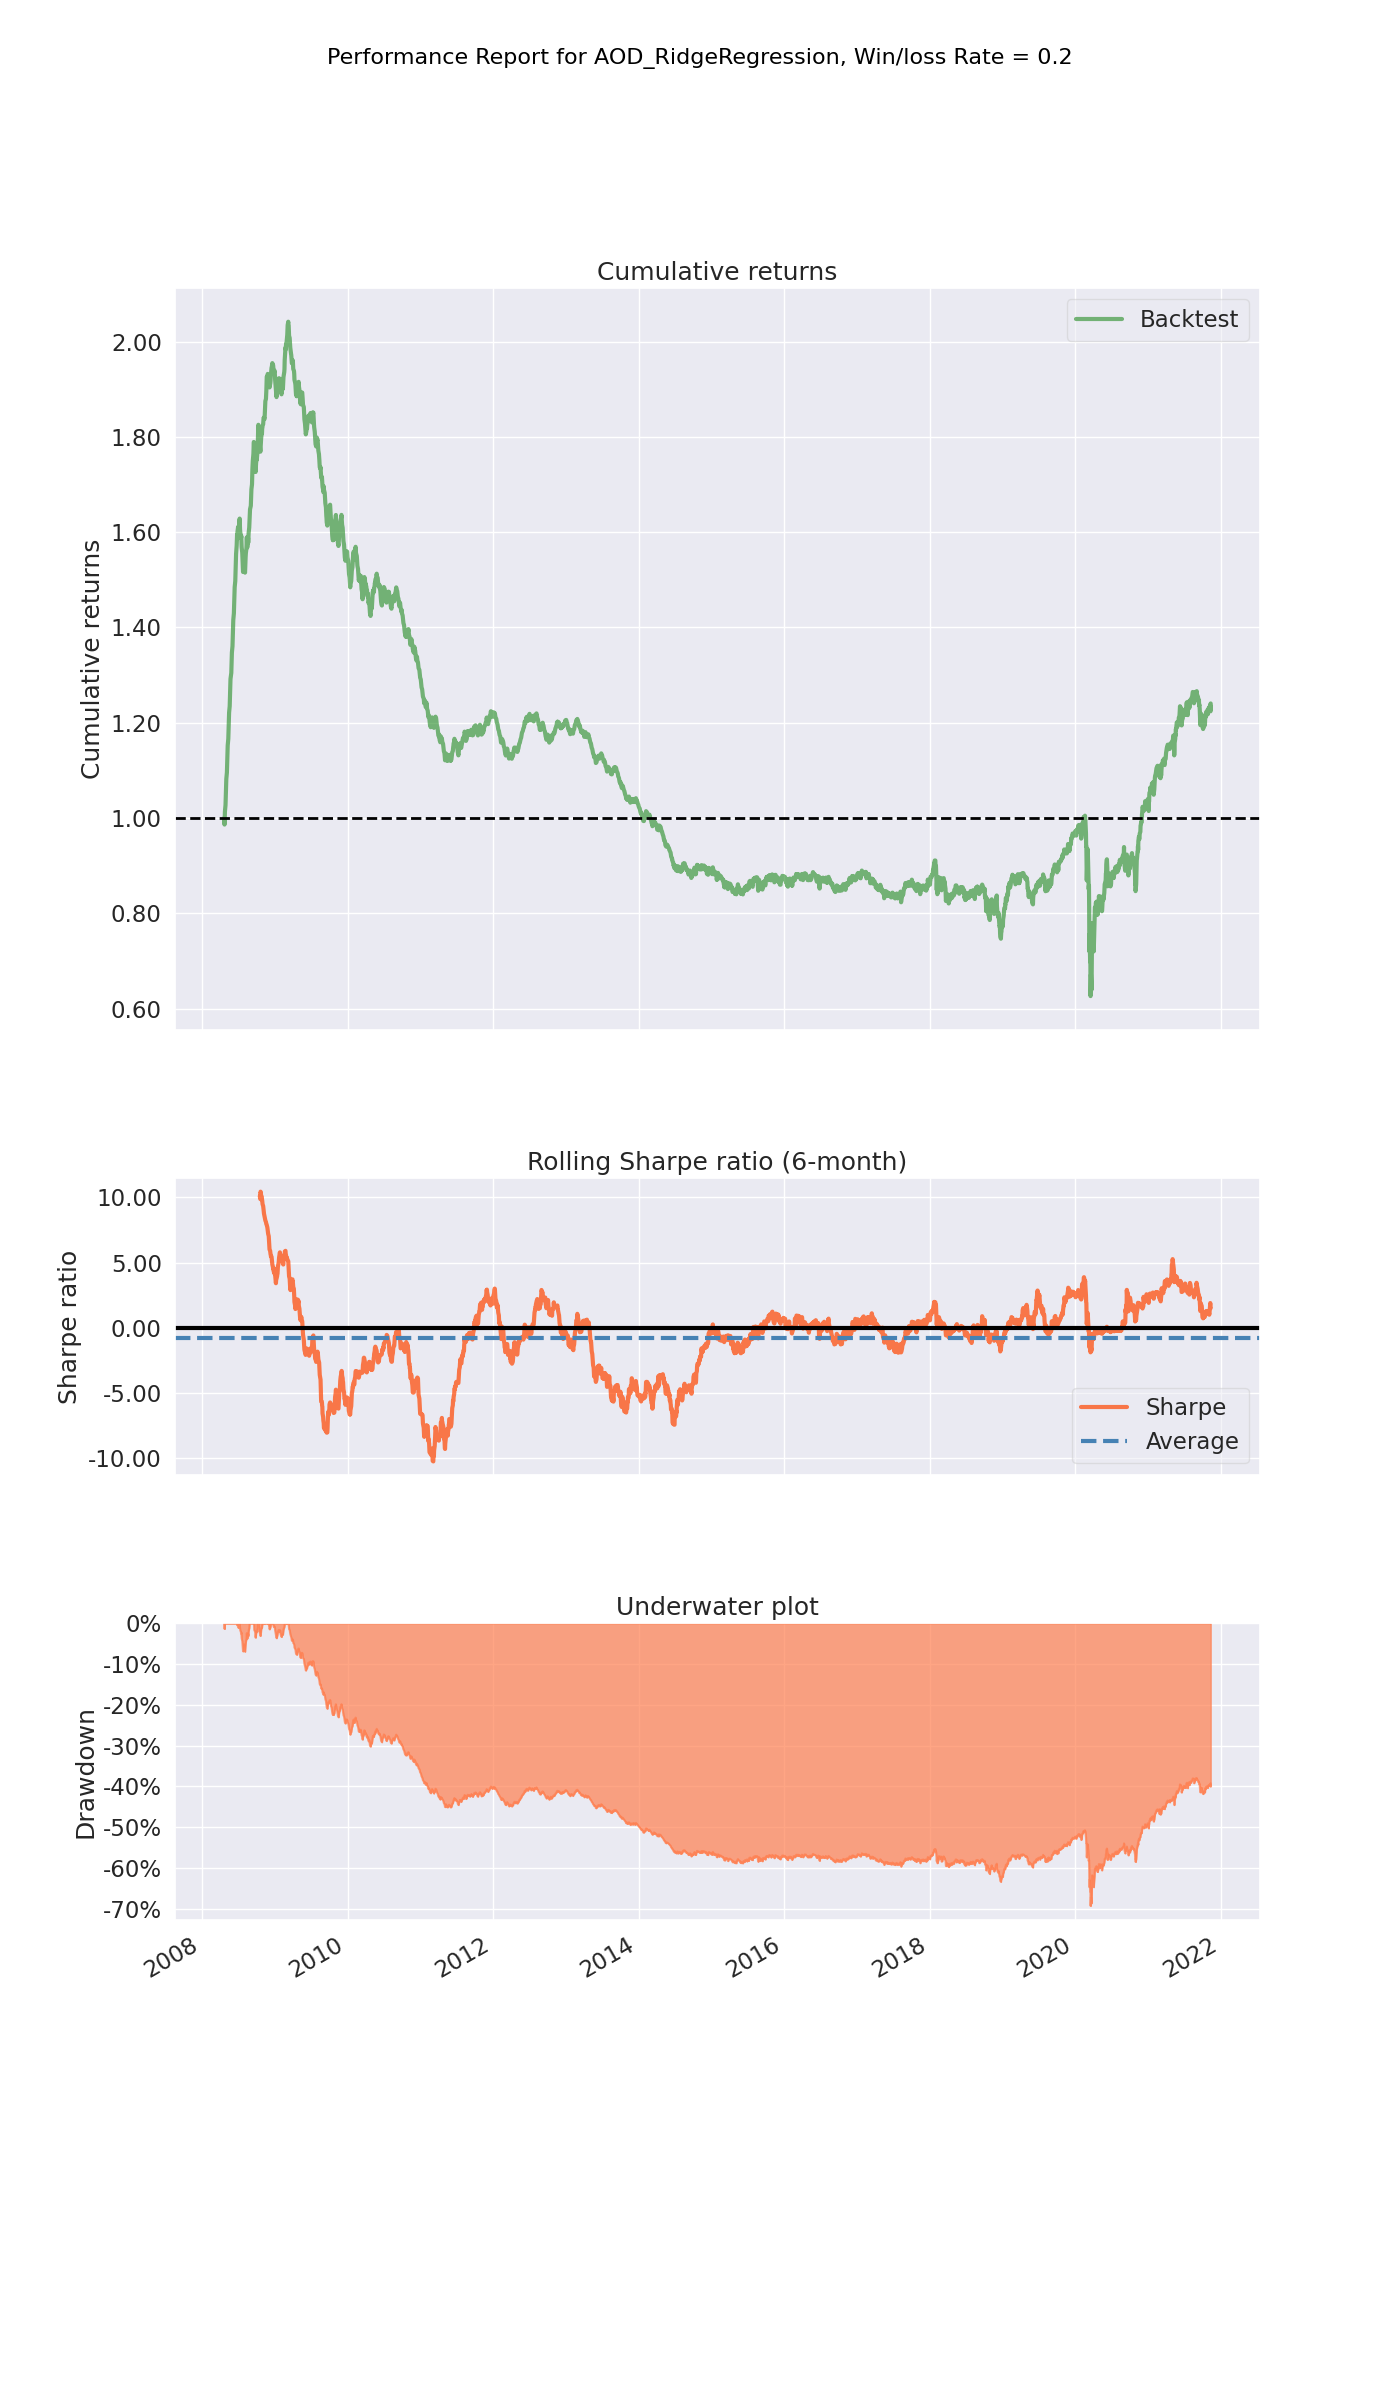 Performance Report for AOD_RidgeRegression, Win/loss Rate = 0.2
Cumulative returns
Backtest
Cumulative returns
2.00
1.80
1.60
1.40
1.20
1.00
0.80
0.60
Rolling Sharpe ratio (6-month)
Sharpe ratio
10.00
5.00
0.00
-5.00
-10.00
Sharpe
Average
Underwater plot
Drawdown
0%
-10%
-20%
-30%
-40%
-50%
-60%
-70%
2008
2010
2012
2014
2016
2018
2020
2022